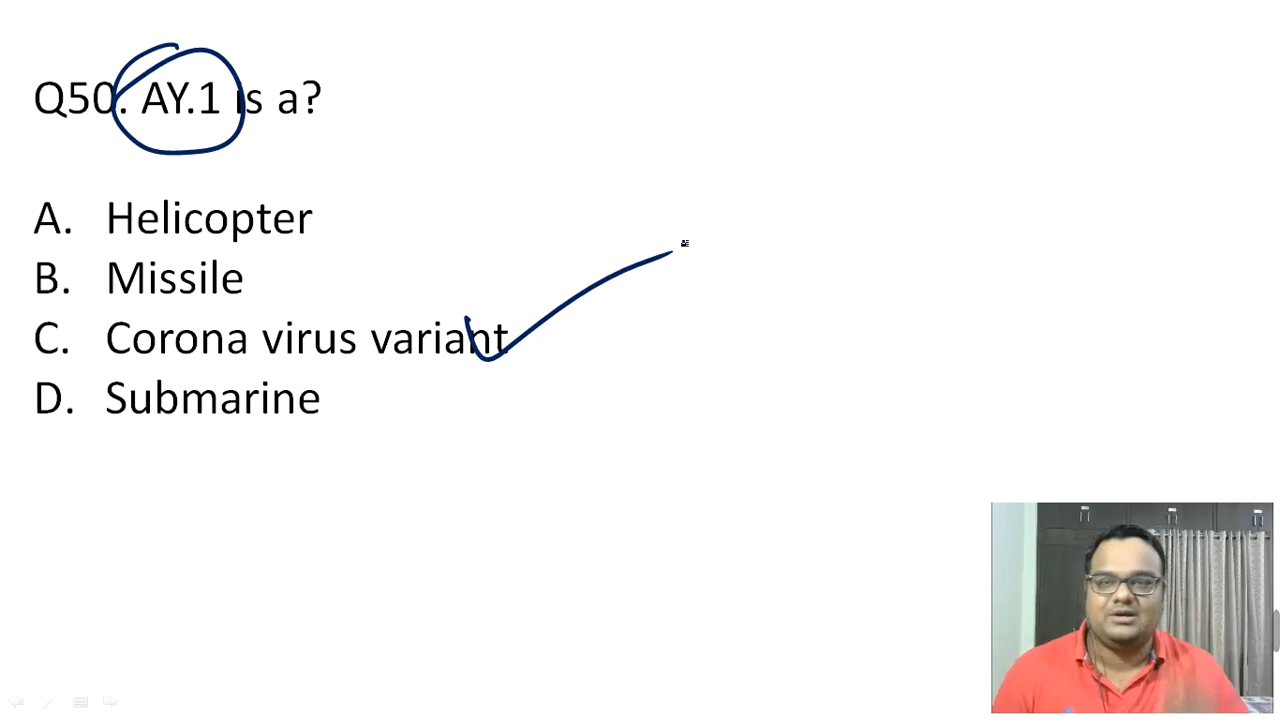 Q50. AY.1 is a?
A. Helicopter
B. Missile
C. Corona virus variant
D. Submarine